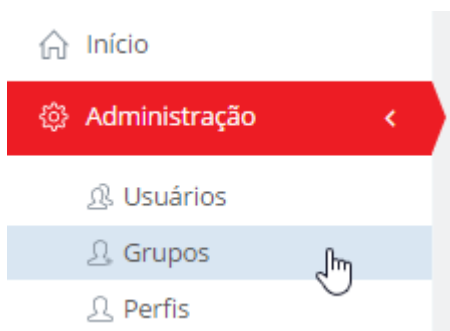 Início
Administração
Usuários
Grupos
Perfis